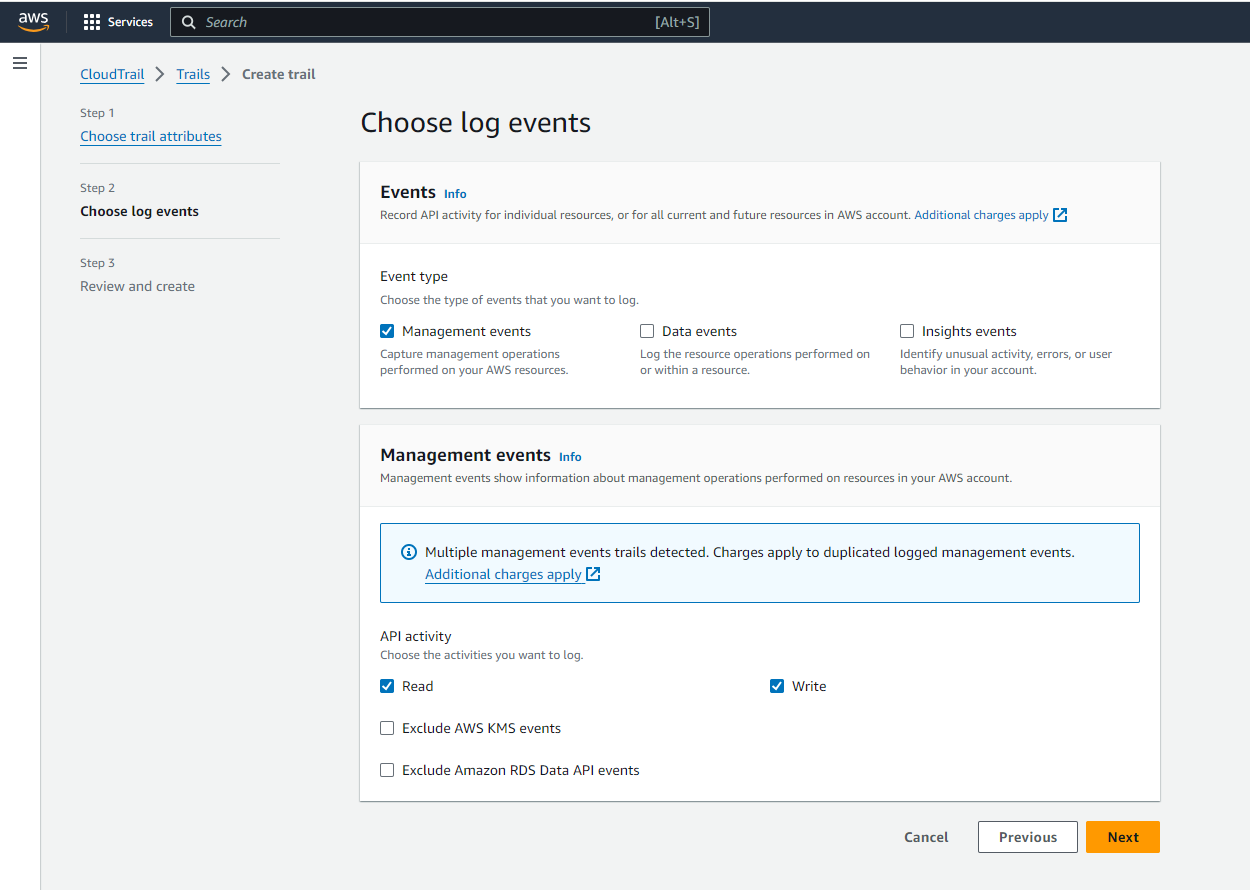 aws
Services
Search
[Alt+S]
CloudTrail
Trails
Create trail
Step 1
Choose trail attributes
Step 2
Choose log events
Step 3
Review and create
Choose log events
Events Info
Record API activity for individual resources, or for all current and future resources in AWS account. Additional charges apply
Event type
Choose the type of events that you want to log.
Management events
Capture management operations
performed on your AWS resources.
Data events
Log the resource operations performed on
or within a resource.
Insights events
Identify unusual activity, errors, or user
behavior in your account.
Management events Info
Management events show information about management operations performed on resources in your AWS account.
Multiple management events trails detected. Charges apply to duplicated logged management events.
Additional charges apply
API activity
Choose the activities you want to log.
Read
Write
Exclude AWS KMS events
Exclude Amazon RDS Data API events
Cancel
Previous
Next